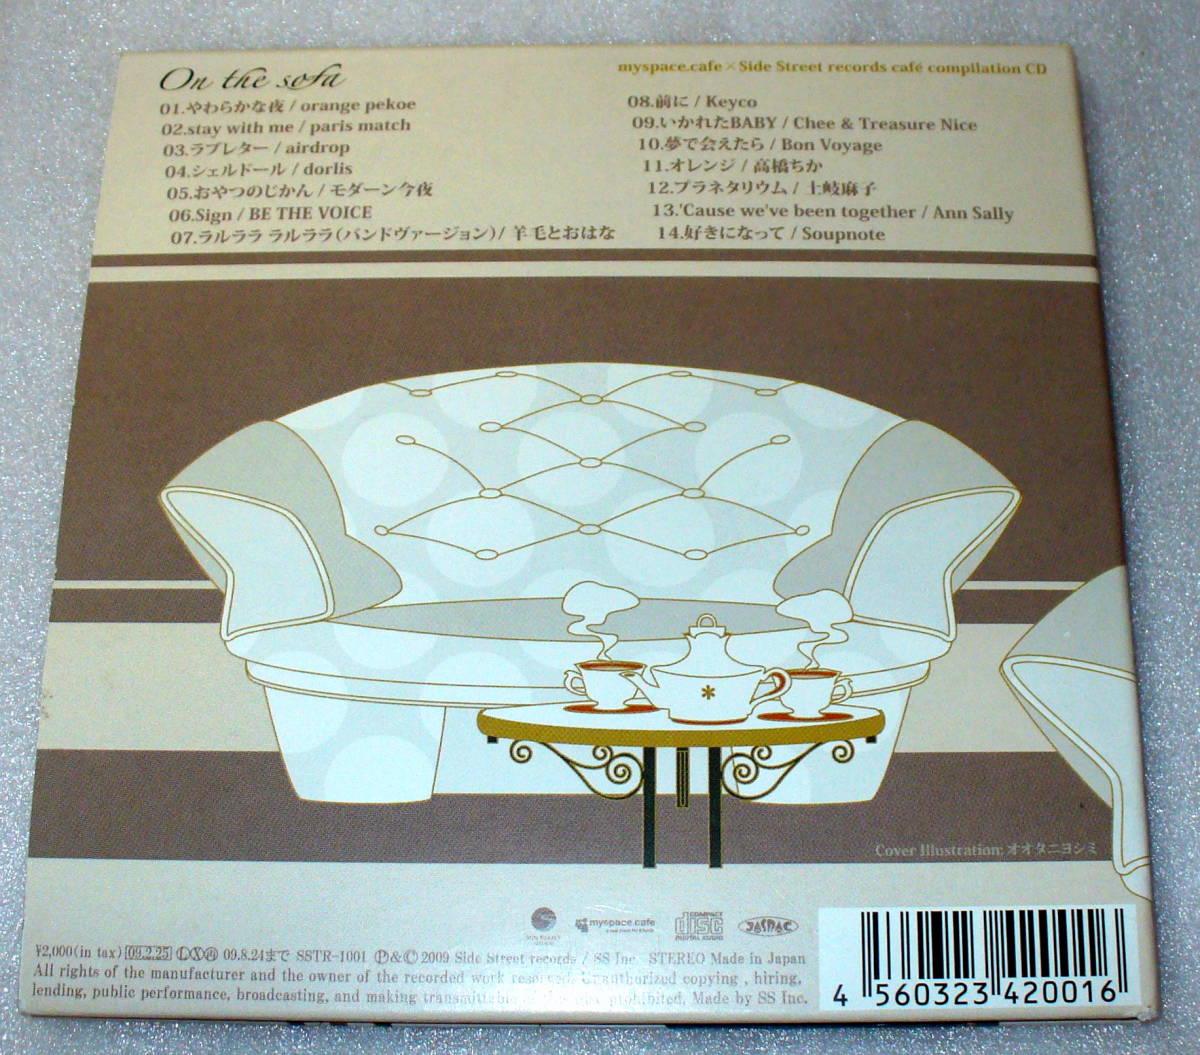 On the sofa
myspace.cafe×Side Street records café compilation CD
01.やわらかな夜 / orange pekoe
02.stay with me / paris match
03.ラブレター / airdrop
04.シェルドール / dorlis
05.おやつのじかん / モダーン今夜
06.Sign / BE THE VOICE
07.ラルララ ラルララ(バンドヴァージョン) / 羊毛とおはな
08.前に / Keyco
09.いかれたBABY / Chee & Treasure Nice
10.夢で会えたら / Bon Voyage
11.オレンジ / 高橋ちか
12.プラネタリウム / 土岐麻子
13.'Cause we've been together / Ann Sally
14.好きになって / Soupnote
Cover Illustration: オオタニヨシミ
myspace.cafe
COMPACT
disc
DIGITAL AUDIO
JASRAC
¥2,000(in tax) 09.2.25 Ⓛ Ⓧ 09.8.24まで SSTR-1001 Ⓟ&Ⓒ 2009 Side Street records / SS Inc. STEREO Made in Japan
All rights of the manufacturer and the owner of the recorded work reserved. Unauthorized copying , hiring,
lending, public performance, broadcasting, and making transmittable of this disc prohibited. Made by SS Inc.
4 560323 420016